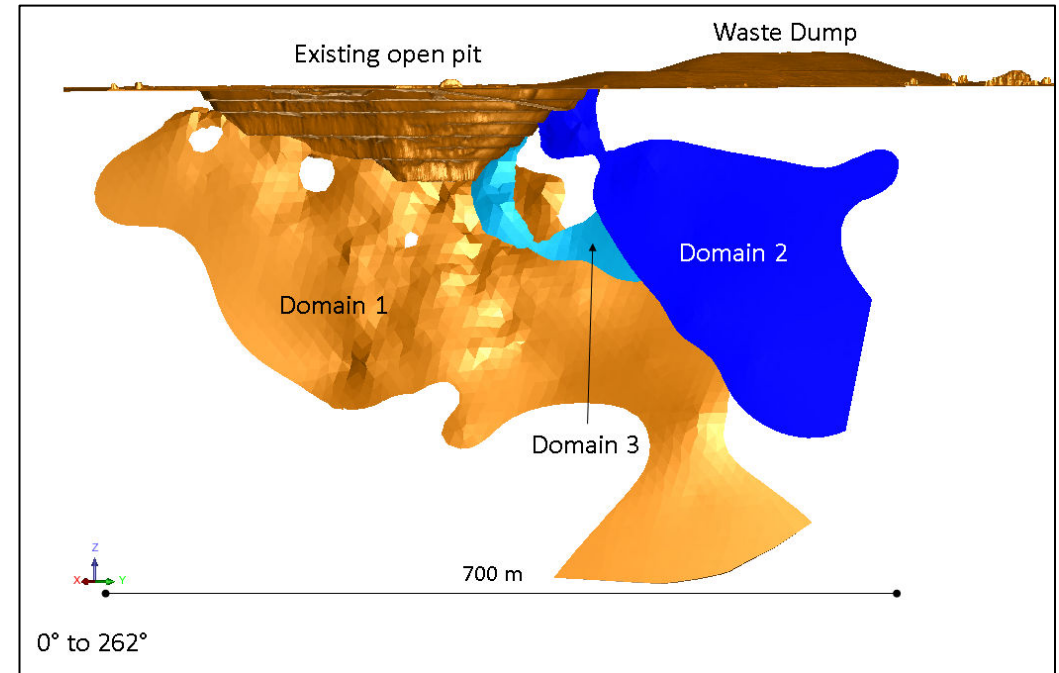 Waste Dump
Existing open pit
Domain 2
Domain 1
Domain 3
Z
X
Y
700 m
0° to 262°